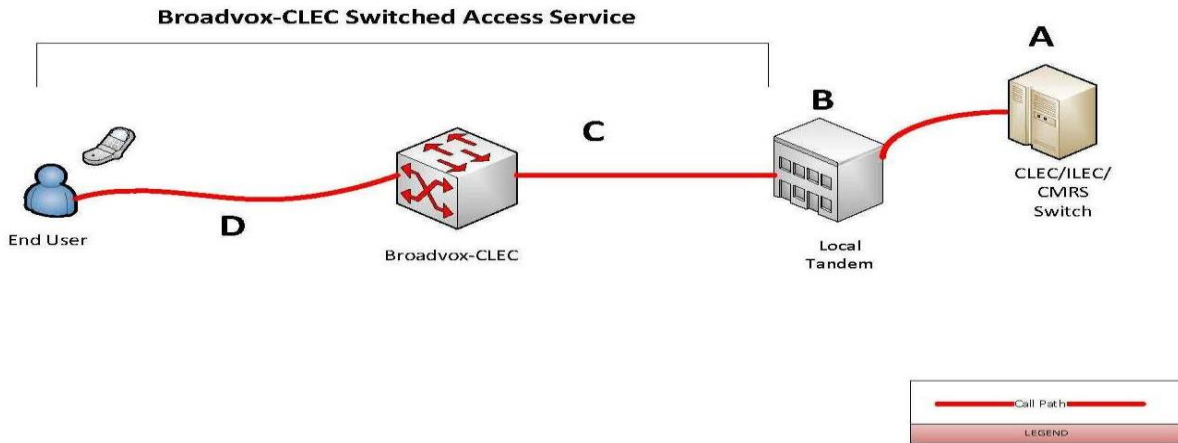 Broadvox-CLEC Switched Access Service
A
B
C
CLEC/ILEC/
CMRS
Switch
D
End User
Broadvox-CLEC
Local
Tandem
Call Path
LEGEND